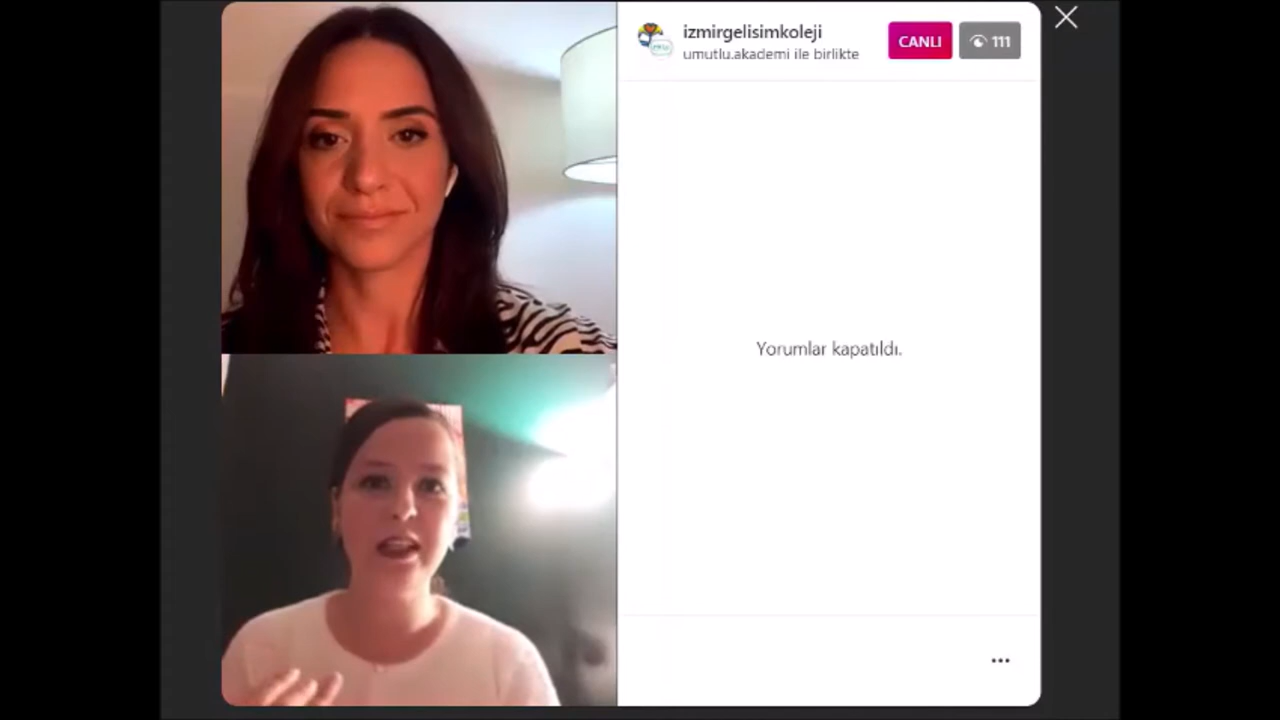 izmirgelisimkoleji
umutlu.akademi ile birlikte
CANLI
111
Yorumlar kapatıldı.